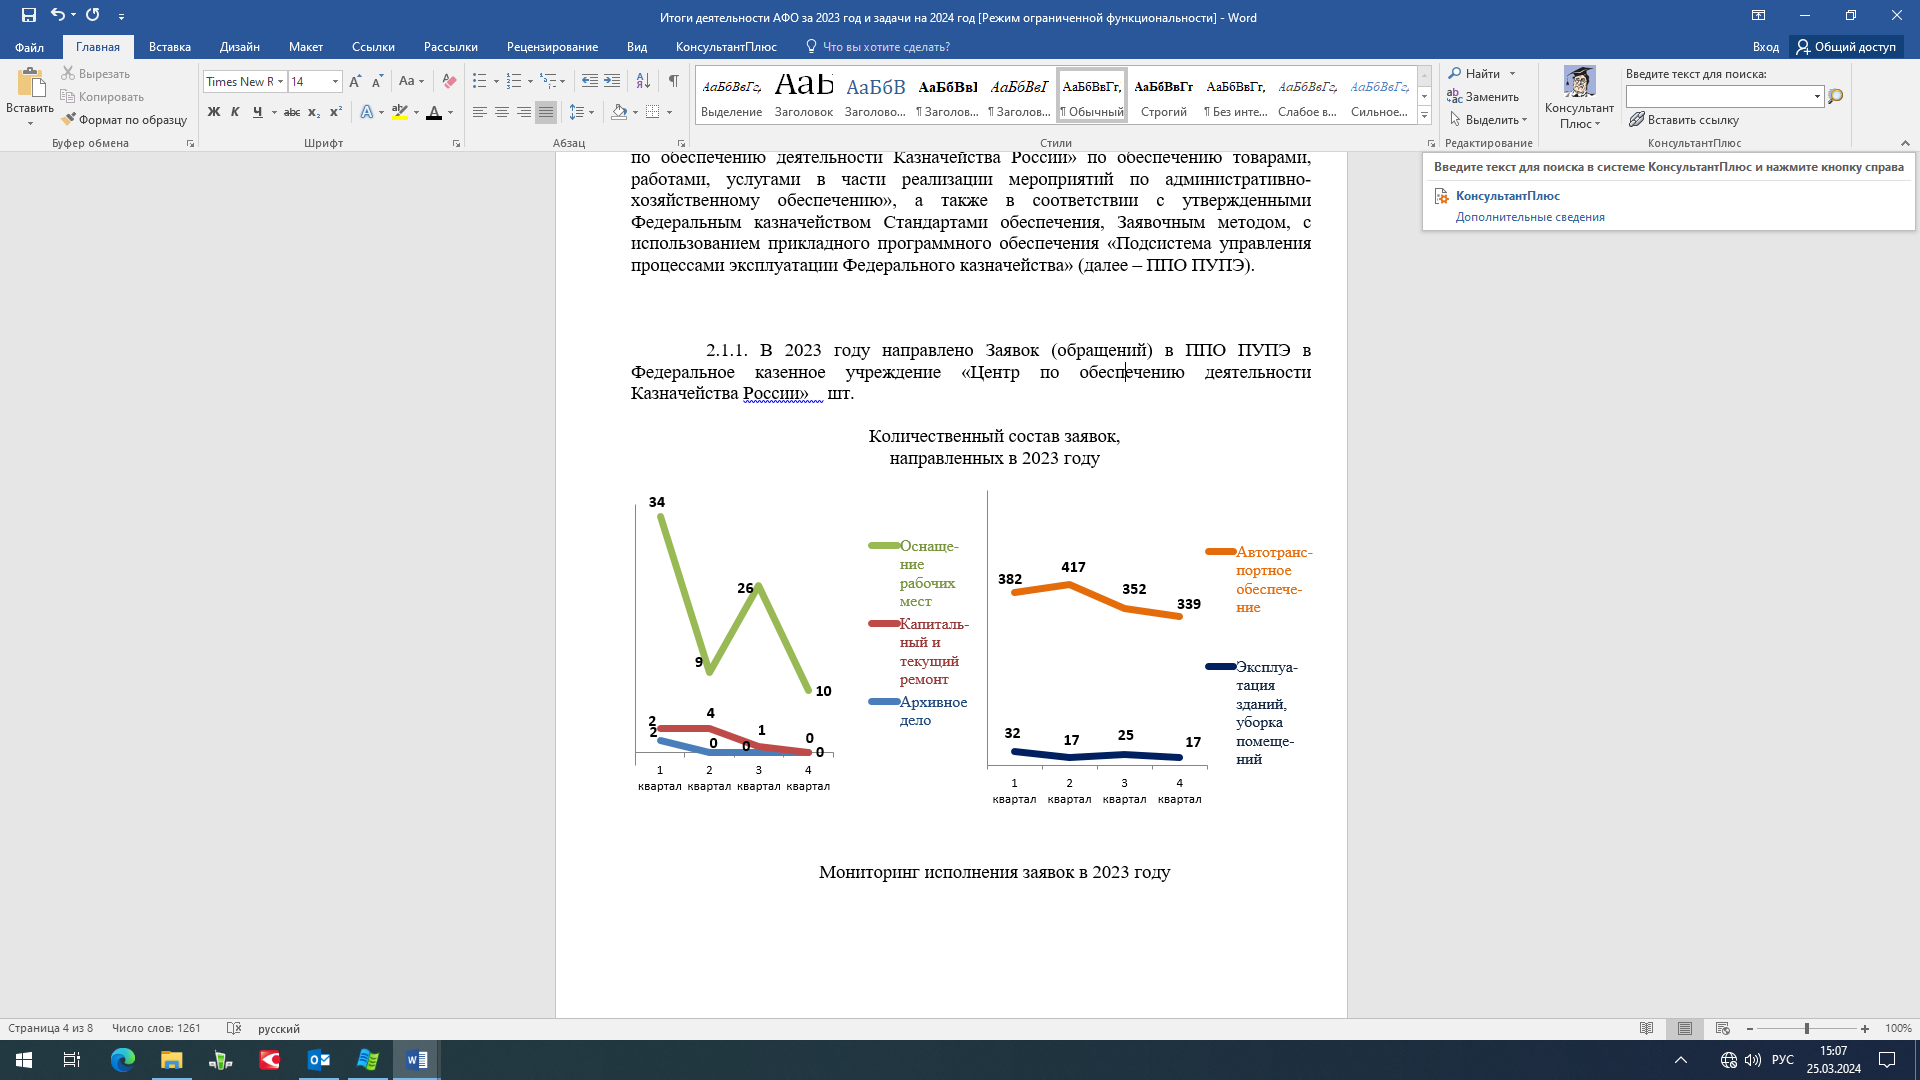 Итоги деятельности АФО за 2023 год и задачи на 2024 год [Режим ограниченной функциональности] - Word
Файл Главная Вставка Дизайн Макет Ссылки Рассылки Рецензирование Вид КонсультантПлюс Что вы хотите сделать? Вход Общий доступ
Вставить
Вырезать
Копировать
Формат по образцу
Буфер обмена
Times New R 14
Aa
Ж К Ч abc x₂ x²
Шрифт
Абзац
АаБбВвГг, АаБ АаБбВ АаБбВвІ АаБбВвГ АаБбВвГг, АаБбВвГг АаБбВвГг, АаБбВвГг, АаБбВвГг,
Выделение Заголовок Заголово... ¶ Заголов... ¶ Заголов... ¶ Обычный Строгий ¶ Без инте... Слабое в... Сильное...
Стили
Найти
Заменить
Выделить
Редактирование
Консультант
Плюс
Введите текст для поиска:
Вставить ссылку
КонсультантПлюс
Введите текст для поиска в системе КонсультантПлюс и нажмите кнопку справа
КонсультантПлюс
Дополнительные сведения
по обеспечению деятельности Казначейства России» по обеспечению товарами,
работами, услугами в части реализации мероприятий по административно-
хозяйственному обеспечению», а также в соответствии с утвержденными
Федеральным казначейством Стандартами обеспечения, Заявочным методом, с
использованием прикладного программного обеспечения «Подсистема управления
процессами эксплуатации Федерального казначейства» (далее – ППО ПУПЭ).
2.1.1. В 2023 году направлено Заявок (обращений) в ППО ПУПЭ в
Федеральное казенное учреждение «Центр по обеспечению деятельности
Казначейства России» шт.
Количественный состав заявок,
направленных в 2023 году
34
9
26
10
2
4
1
0
2
0
0
0
1 квартал
2 квартал
3 квартал
4 квартал
Оснаще-
ние
рабочих
мест
Капиталь-
ный и
текущий
ремонт
Архивное
дело
382
417
352
339
32
17
25
17
1 квартал
2 квартал
3 квартал
4 квартал
Автотранс-
портное
обеспече-
ние
Эксплуа-
тация
зданий,
уборка
помеще-
ний
Мониторинг исполнения заявок в 2023 году
Страница 4 из 8 Число слов: 1261 русский 100%
РУС
15:07
25.03.2024